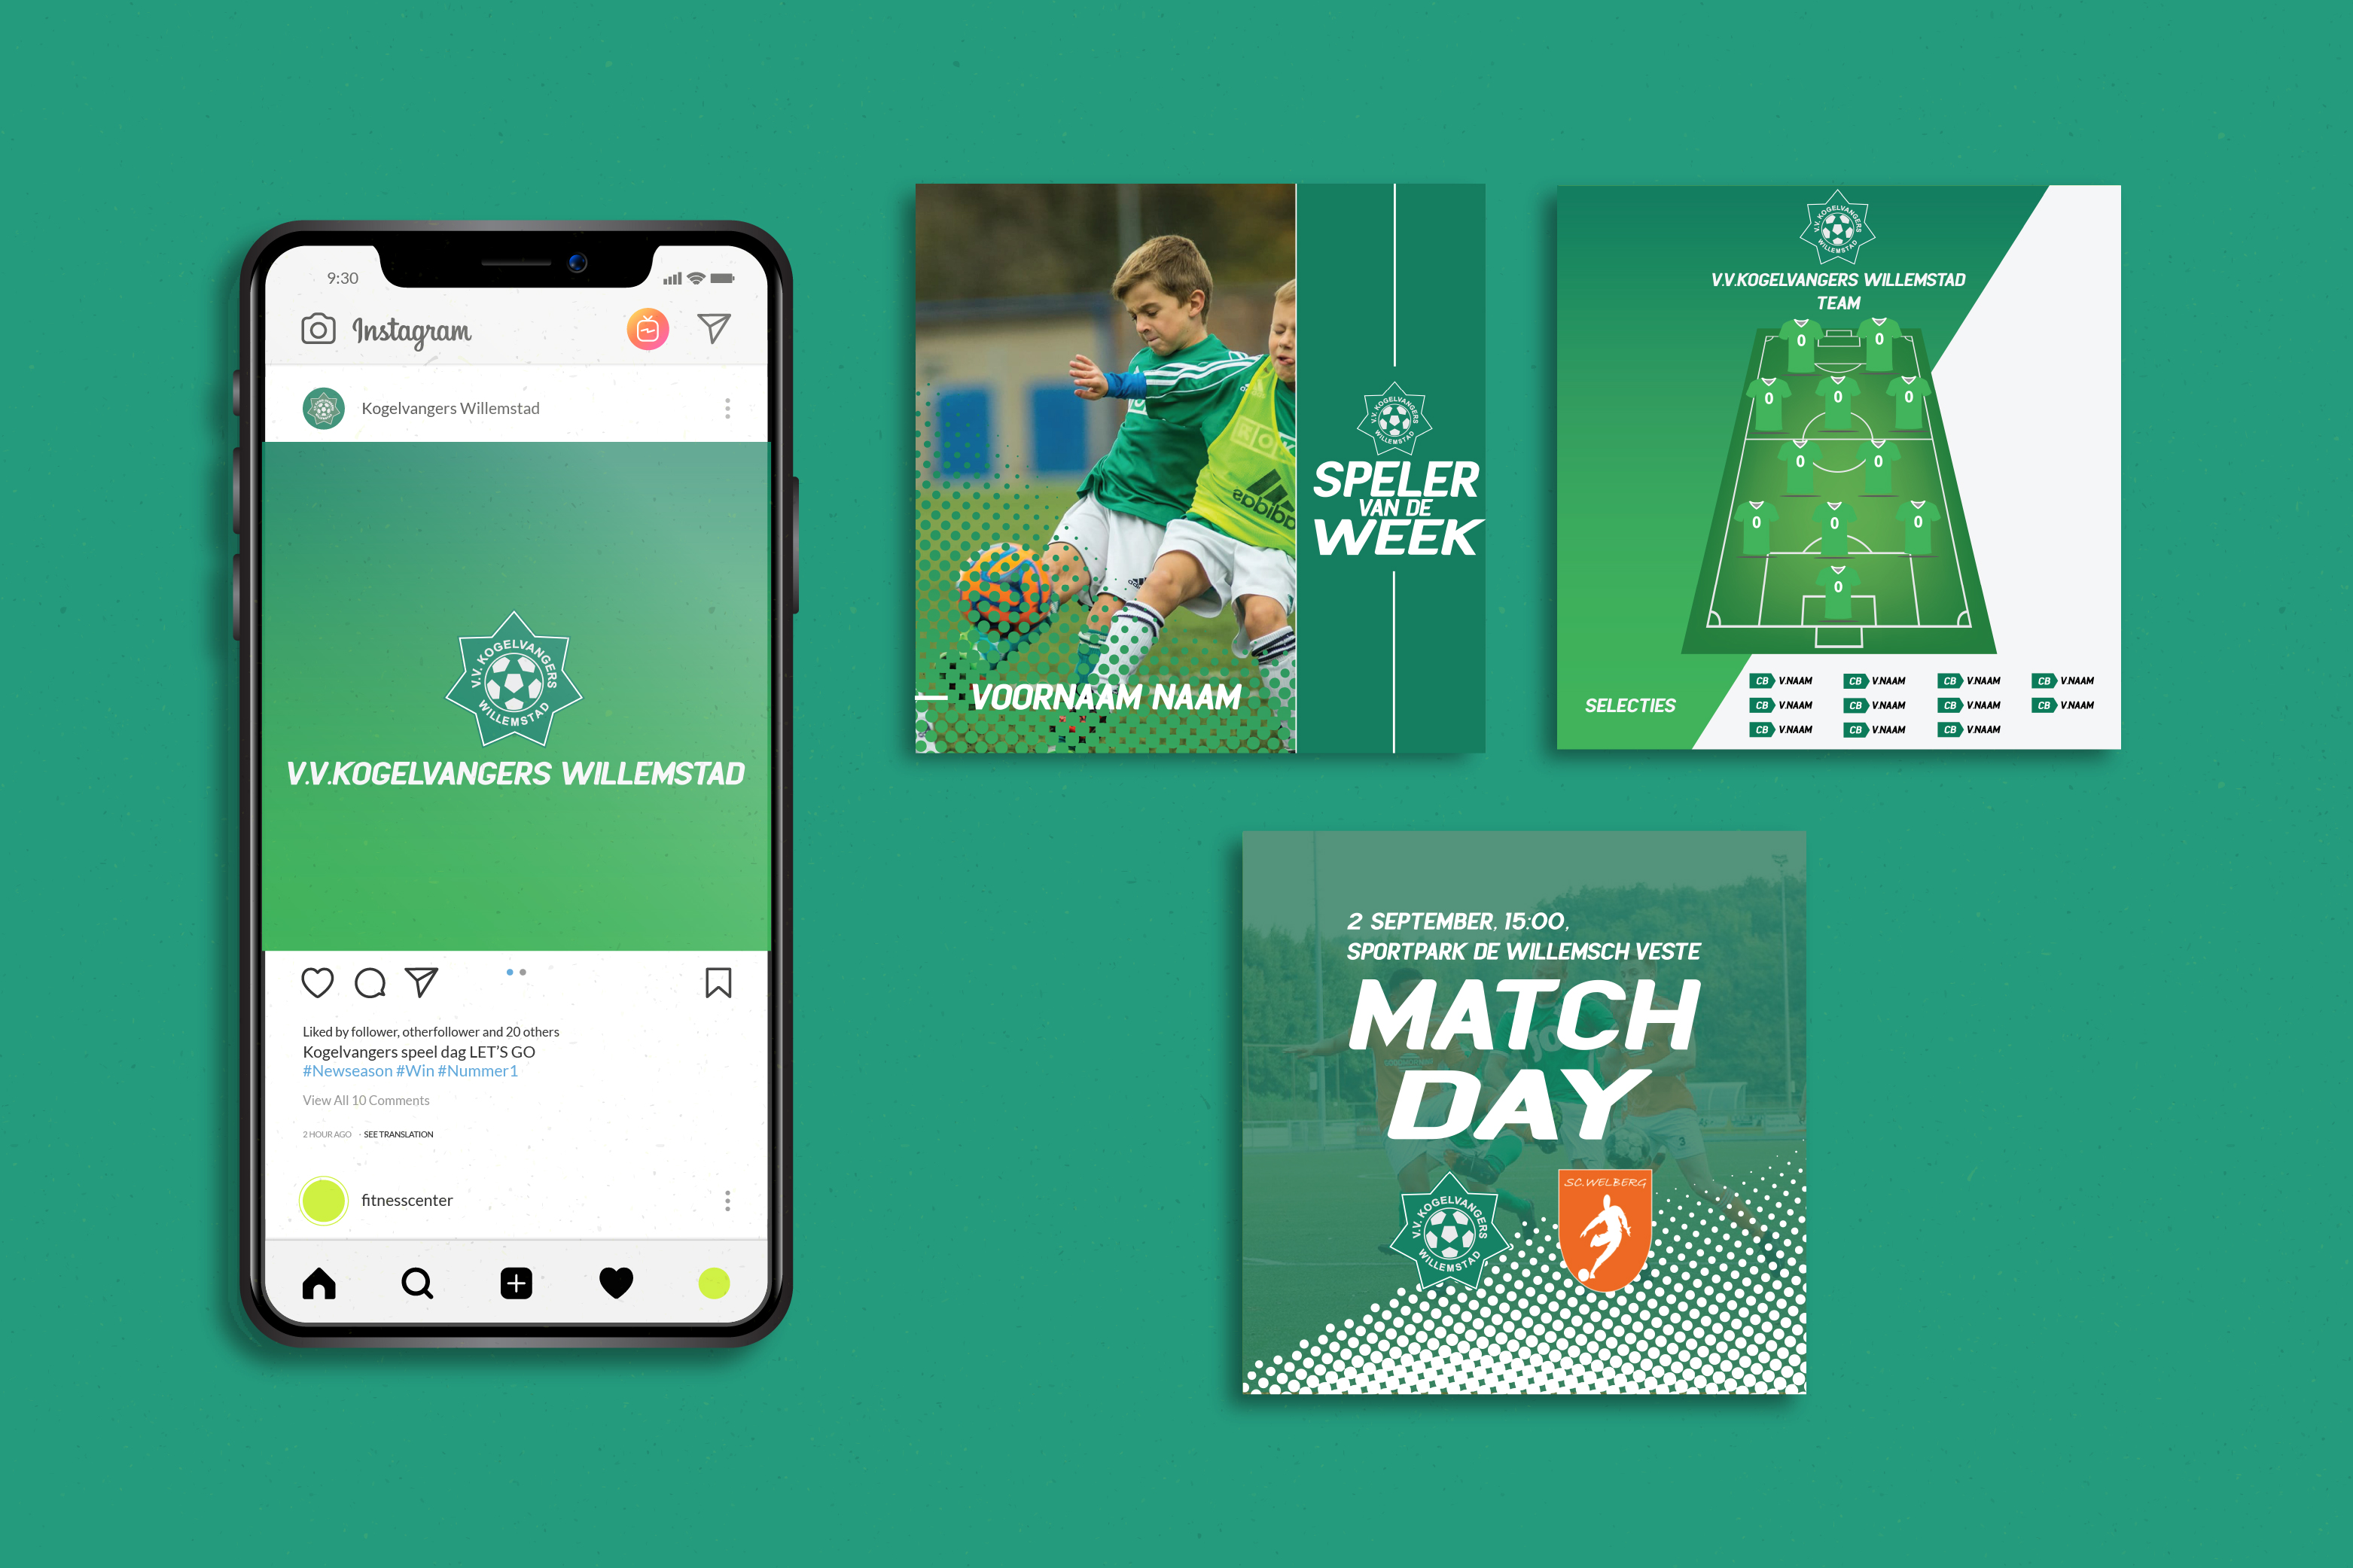 9:30
Instagram
Kogelvangers Willemstad
V.V. KOGELVANGERS
WILLEMSTAD
V.V.KOGELVANGERS WILLEMSTAD
Liked by follower, otherfollower and 20 others
Kogelvangers speel dag LET'S GO
#Newseason #Win #Nummer1
View All 10 Comments
2 HOUR AGO · SEE TRANSLATION
fitnesscenter
adidas
V.V. KOGELVANGERS
WILLEMSTAD
SPELER
VAN DE
WEEK
VOORNAAM NAAM
V.V. KOGELVANGERS
WILLEMSTAD
V.V.KOGELVANGERS WILLEMSTAD
TEAM
0 0
0 0 0
0 0
0 0 0
0
SELECTIES
CB V.NAAM CB V.NAAM CB V.NAAM CB V.NAAM
CB V.NAAM CB V.NAAM CB V.NAAM CB V.NAAM
CB V.NAAM CB V.NAAM CB V.NAAM
2 SEPTEMBER, 15:00,
SPORTPARK DE WILLEMSCH VESTE
MATCH
DAY
3
V.V. KOGELVANGERS
WILLEMSTAD
SC.WELBERG